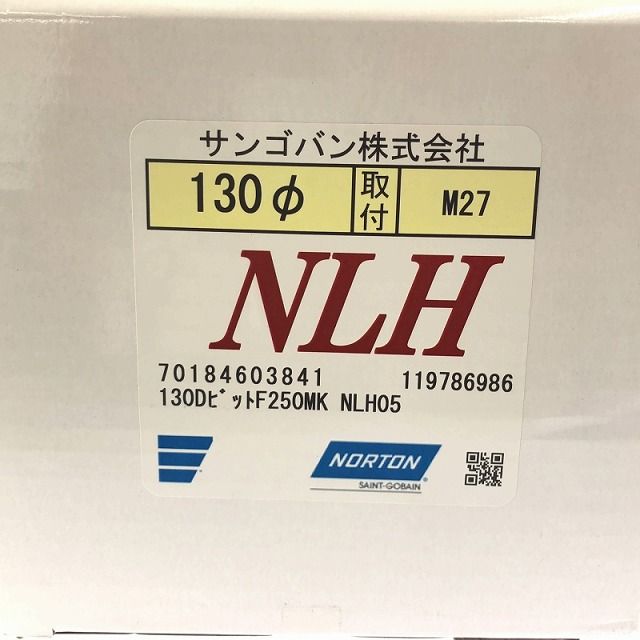 サンゴバン株式会社
130φ 取付 M27
NLH
70184603841 119786986
130DﾋﾞｯﾄF250MK NLH05
NORTON
SAINT-GOBAIN